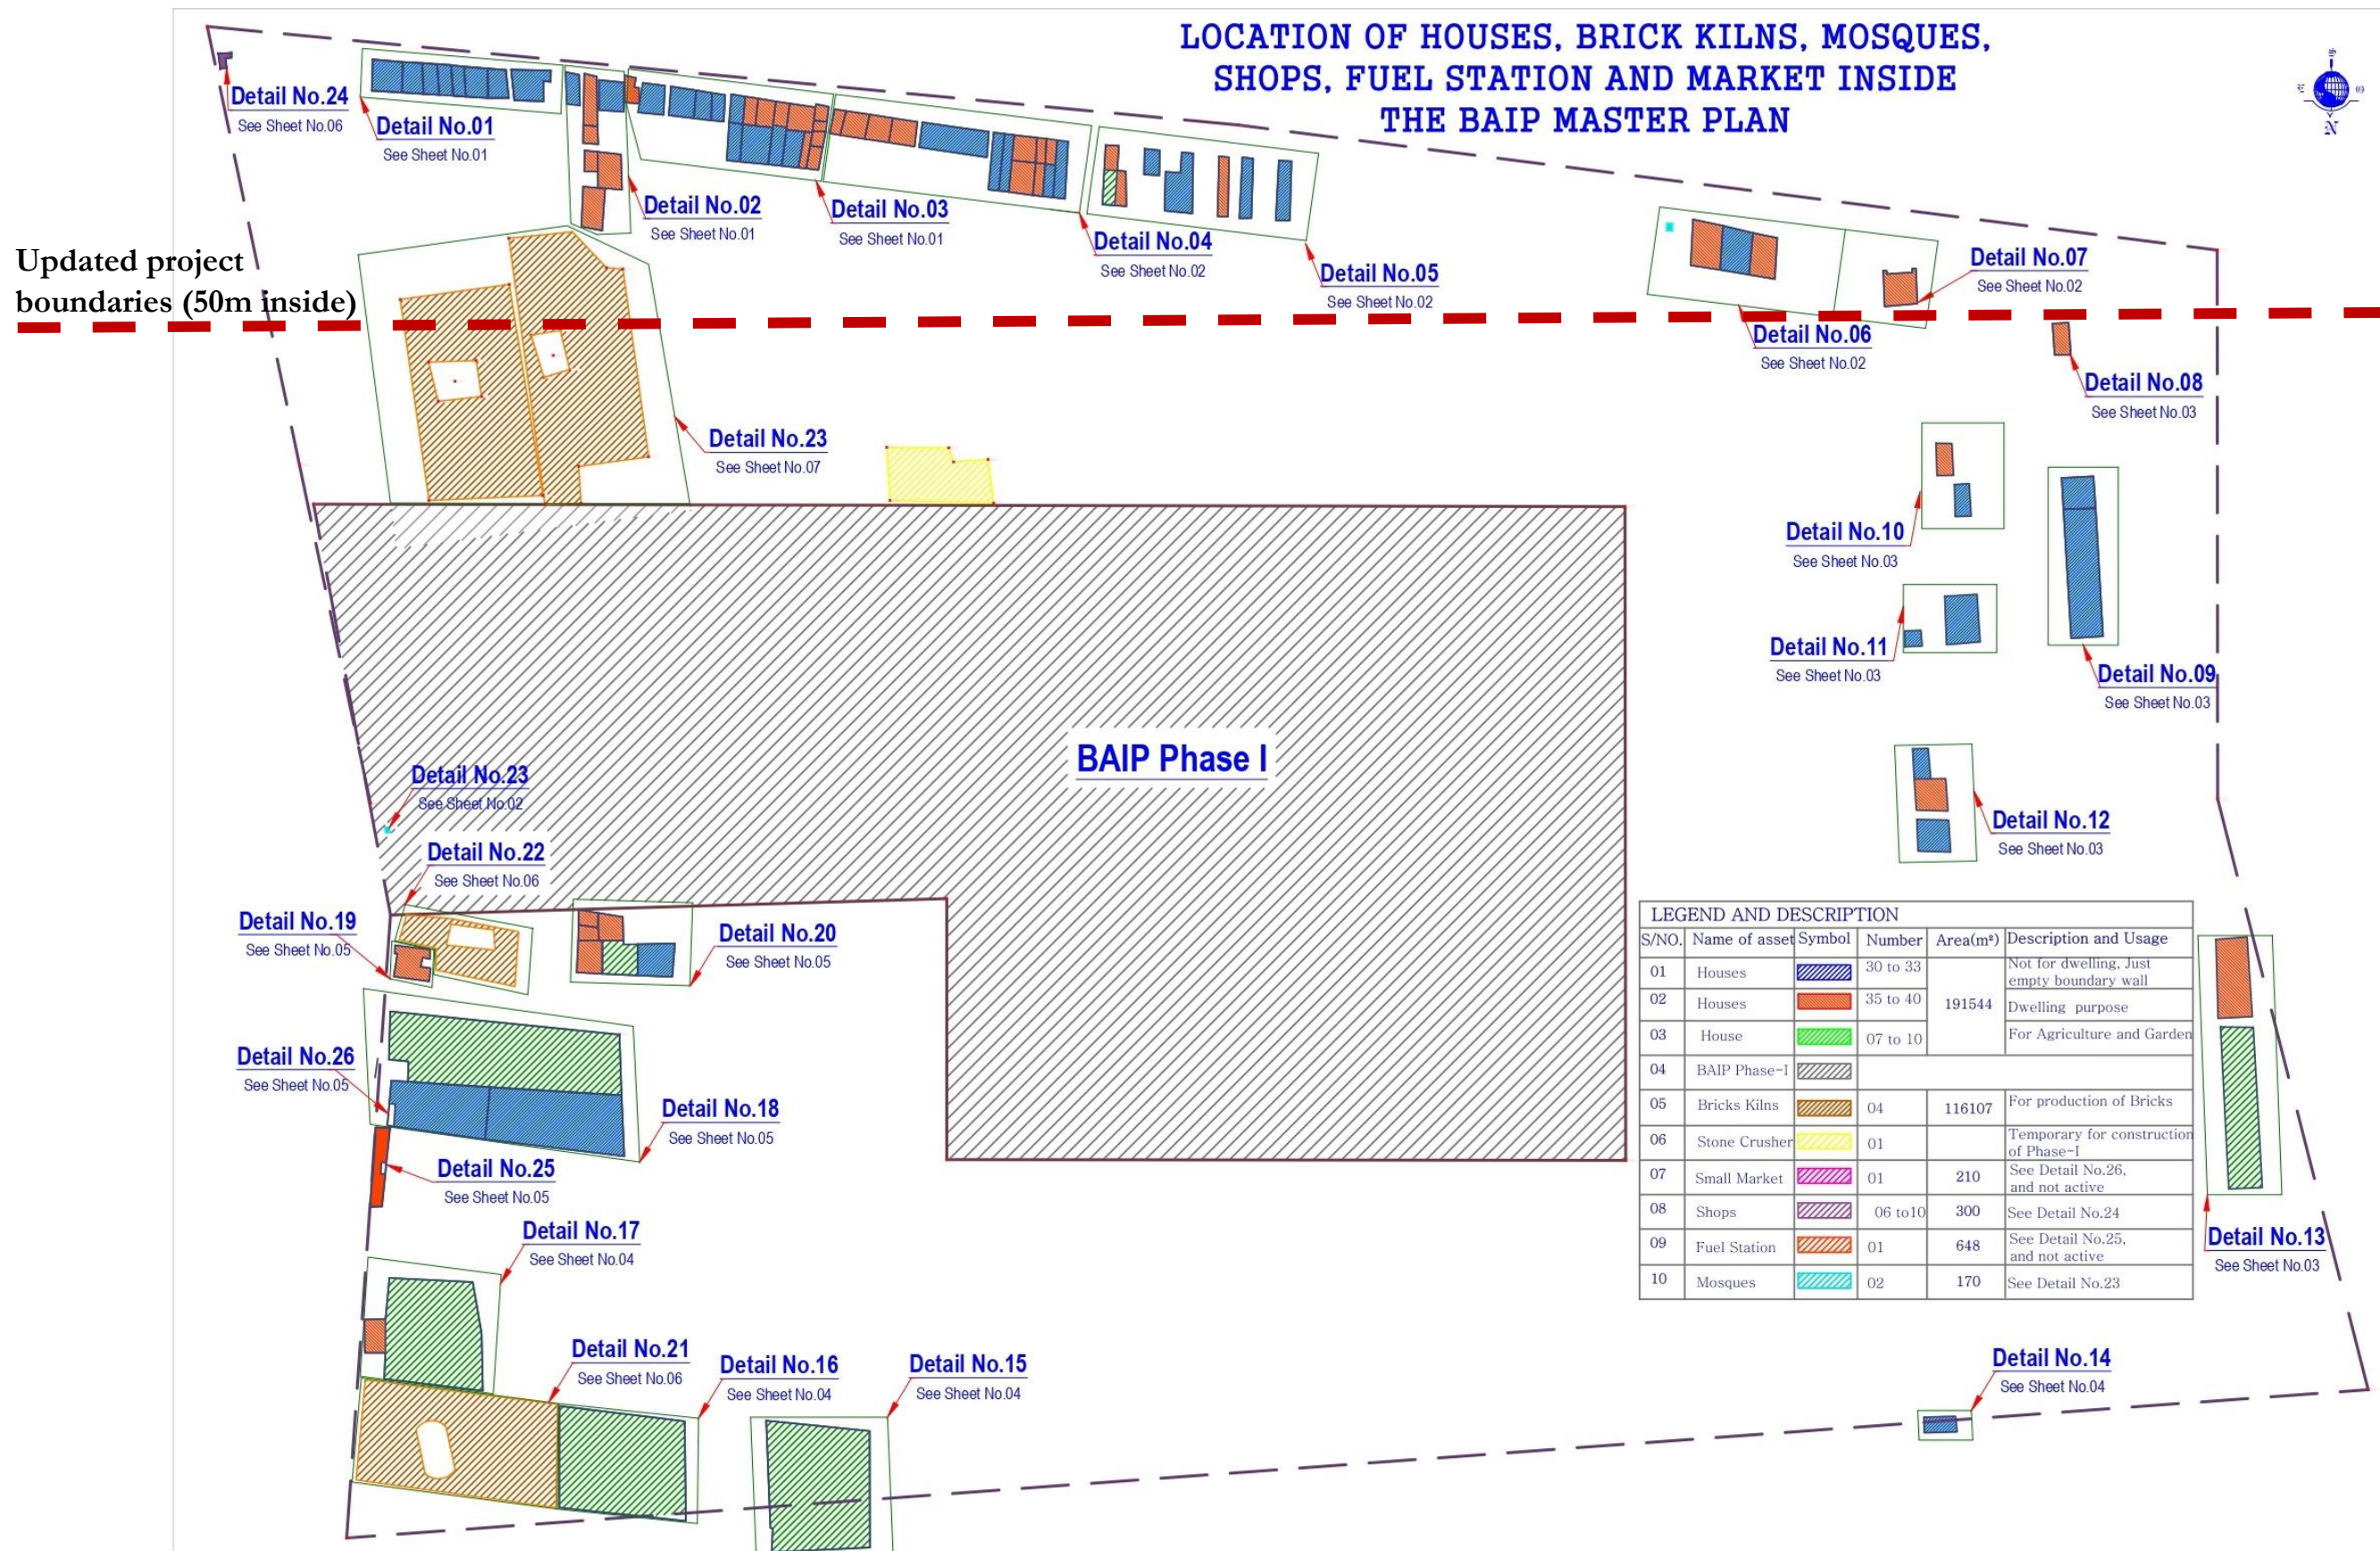 LOCATION OF HOUSES, BRICK KILNS, MOSQUES,
SHOPS, FUEL STATION AND MARKET INSIDE
THE BAIP MASTER PLAN
Detail No.24
See Sheet No.06
Detail No.01
See Sheet No.01
Detail No.02
See Sheet No.01
Detail No.03
See Sheet No.01
Detail No.04
See Sheet No.02
Detail No.05
See Sheet No.02
Detail No.07
See Sheet No.02
Updated project
boundaries (50m inside)
Detail No.06
See Sheet No.02
Detail No.08
See Sheet No.03
Detail No.23
See Sheet No.07
Detail No.10
See Sheet No.03
Detail No.11
See Sheet No.03
Detail No.09
See Sheet No.03
BAIP Phase I
Detail No.23
See Sheet No.02
Detail No.12
See Sheet No.03
Detail No.22
See Sheet No.06
Detail No.19
See Sheet No.05
Detail No.20
See Sheet No.05
Detail No.26
See Sheet No.05
Detail No.18
See Sheet No.05
Detail No.25
See Sheet No.05
Detail No.17
See Sheet No.04
Detail No.21
See Sheet No.06
Detail No.16
See Sheet No.04
Detail No.15
See Sheet No.04
LEGEND AND DESCRIPTION
S/NO. Name of asset Symbol Number Area(m²) Description and Usage
01 Houses 30 to 33 Not for dwelling, Just
empty boundary wall
02 Houses 35 to 40 191544 Dwelling purpose
03 House 07 to 10 For Agriculture and Garden
04 BAIP Phase-I
05 Bricks Kilns 04 116107 For production of Bricks
06 Stone Crusher 01 Temporary for construction
of Phase-I
07 Small Market 01 210 See Detail No.26,
and not active
08 Shops 06 to10 300 See Detail No.24
09 Fuel Station 01 648 See Detail No.25,
and not active
10 Mosques 02 170 See Detail No.23
Detail No.13
See Sheet No.03
Detail No.14
See Sheet No.04
N